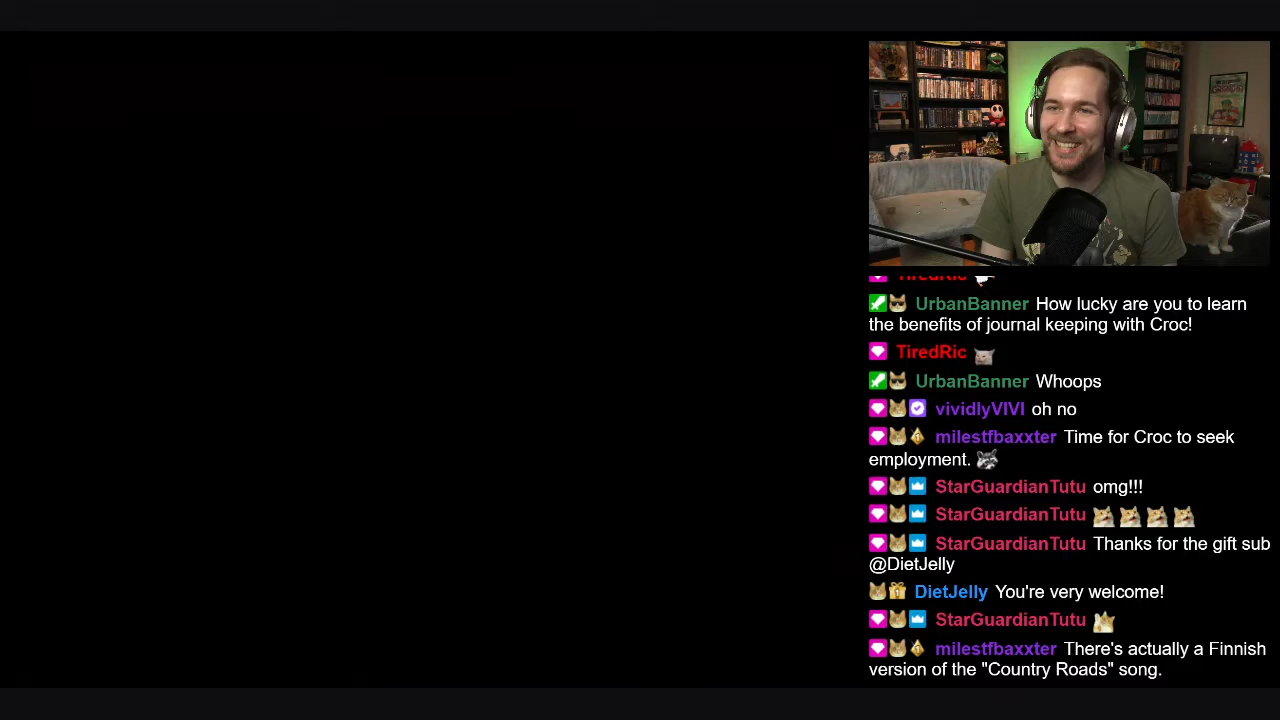 TiredRic
UrbanBanner How lucky are you to learn
the benefits of journal keeping with Croc!
TiredRic
UrbanBanner Whoops
vividlyVIVI oh no
milestfbaxxter Time for Croc to seek
employment.
StarGuardianTutu omg!!!
StarGuardianTutu
StarGuardianTutu Thanks for the gift sub
@DietJelly
DietJelly You're very welcome!
StarGuardianTutu
milestfbaxxter There's actually a Finnish
version of the "Country Roads" song.